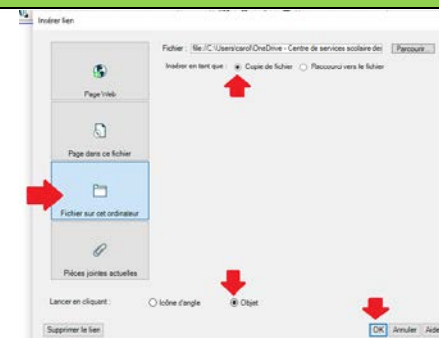 Insérer lien
Fichier : file:/C:\Users\carol\OneDrive - Centre de services scolaire des Parcourir...
Insérer en tant que : Copie de fichier Raccourci vers le fichier
Page Web
Page dans ce fichier
Fichier sur cet ordinateur
Pièces jointes actuelles
Lancer en cliquant : Icône d'angle Objet
Supprimer le lien OK Annuler Aide